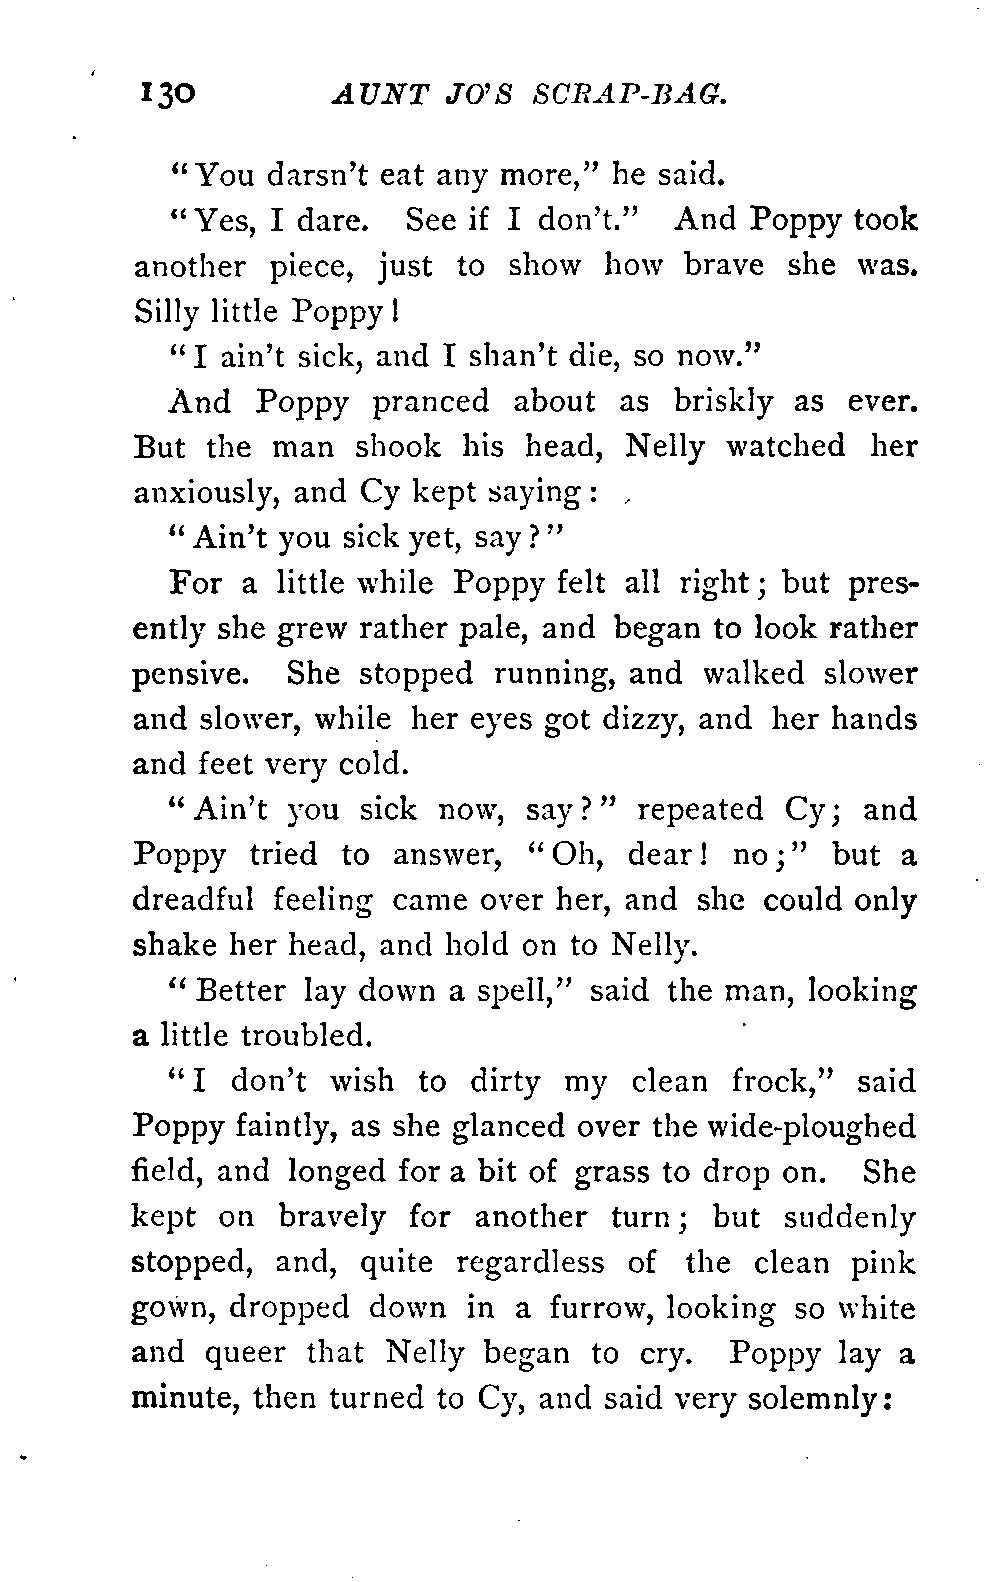 130 AUNT JO'S SCRAP-BAG.
"You darsn't eat any more," he said.
"Yes, I dare. See if I don't." And Poppy took
another piece, just to show how brave she was.
Silly little Poppy!
"I ain't sick, and I shan't die, so now."
And Poppy pranced about as briskly as ever.
But the man shook his head, Nelly watched her
anxiously, and Cy kept saying:
"Ain't you sick yet, say?"
For a little while Poppy felt all right; but pres-
ently she grew rather pale, and began to look rather
pensive. She stopped running, and walked slower
and slower, while her eyes got dizzy, and her hands
and feet very cold.
"Ain't you sick now, say?" repeated Cy; and
Poppy tried to answer, "Oh, dear! no;" but a
dreadful feeling came over her, and she could only
shake her head, and hold on to Nelly.
"Better lay down a spell," said the man, looking
a little troubled.
"I don't wish to dirty my clean frock," said
Poppy faintly, as she glanced over the wide-ploughed
field, and longed for a bit of grass to drop on. She
kept on bravely for another turn; but suddenly
stopped, and, quite regardless of the clean pink
gown, dropped down in a furrow, looking so white
and queer that Nelly began to cry. Poppy lay a
minute, then turned to Cy, and said very solemnly: